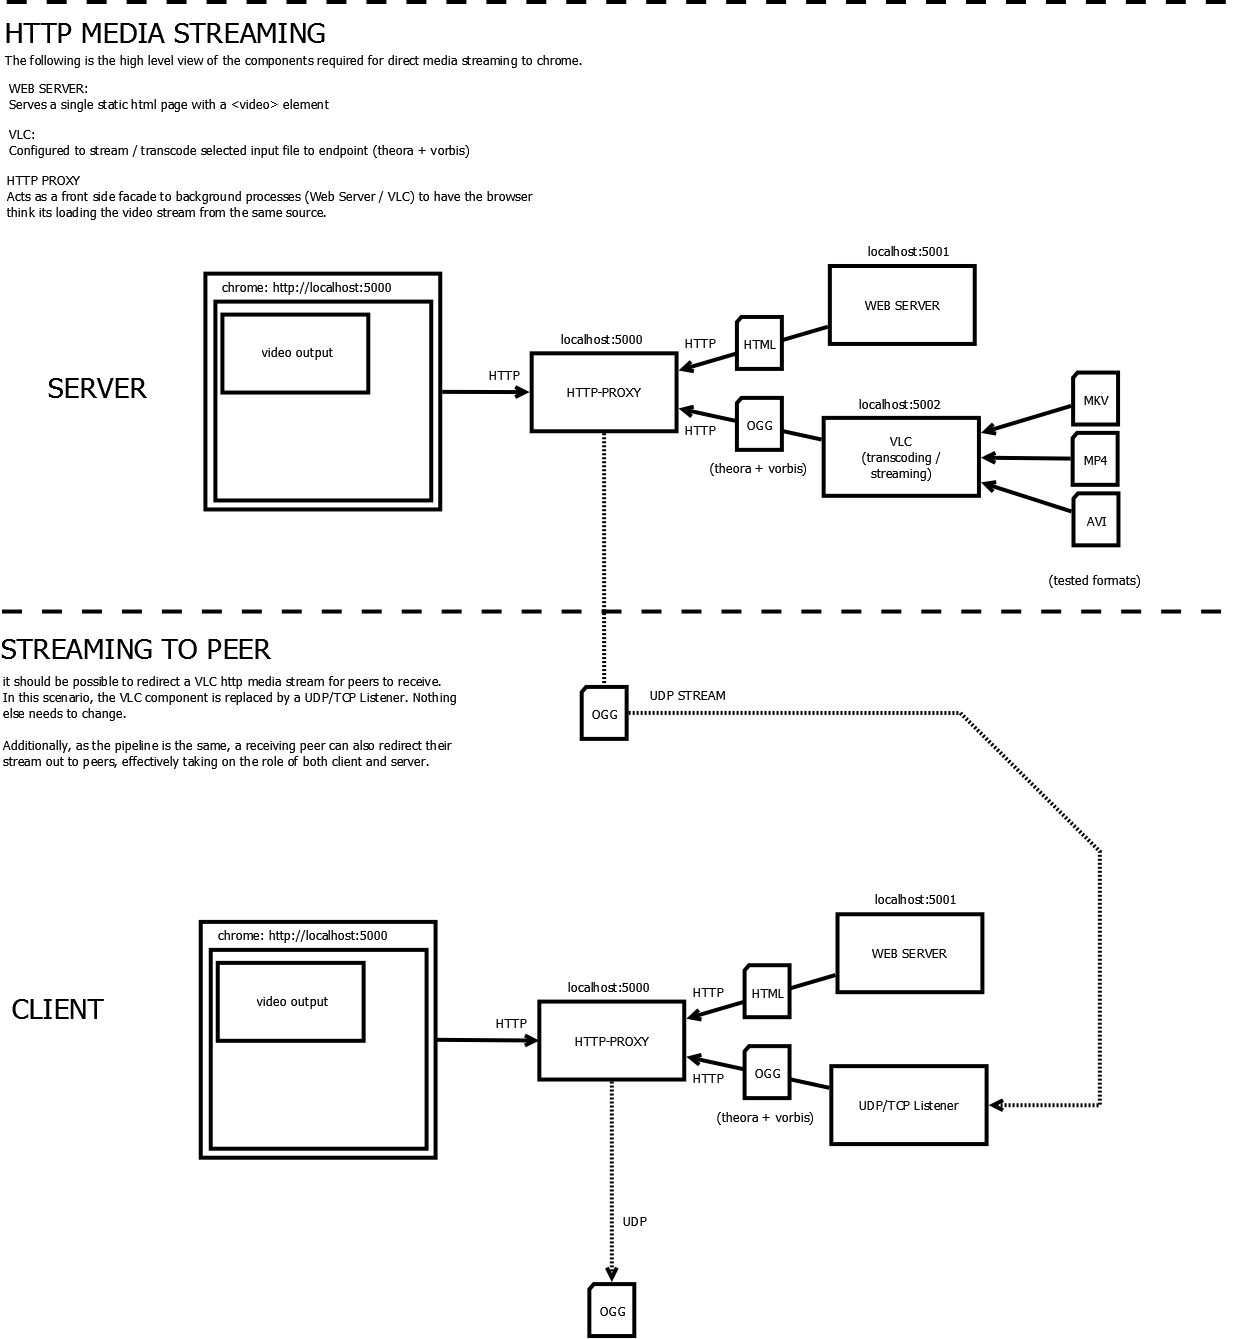 HTTP MEDIA STREAMING
The following is the high level view of the components required for direct media streaming to chrome.
WEB SERVER:
Serves a single static html page with a <video> element
VLC:
Configured to stream / transcode selected input file to endpoint (theora + vorbis)
HTTP PROXY
Acts as a front side facade to background processes (Web Server / VLC) to have the browser
think its loading the video stream from the same source.
SERVER
chrome: http://localhost:5000
video output
HTTP
localhost:5000
HTTP-PROXY
HTTP
HTML
localhost:5001
WEB SERVER
HTTP
OGG
(theora + vorbis)
localhost:5002
VLC
(transcoding /
streaming)
MKV
MP4
AVI
(tested formats)
STREAMING TO PEER
it should be possible to redirect a VLC http media stream for peers to receive.
In this scenario, the VLC component is replaced by a UDP/TCP Listener. Nothing
else needs to change.
Additionally, as the pipeline is the same, a receiving peer can also redirect their
stream out to peers, effectively taking on the role of both client and server.
OGG
UDP STREAM
CLIENT
chrome: http://localhost:5000
video output
HTTP
localhost:5000
HTTP-PROXY
HTTP
HTML
localhost:5001
WEB SERVER
HTTP
OGG
(theora + vorbis)
UDP/TCP Listener
UDP
OGG